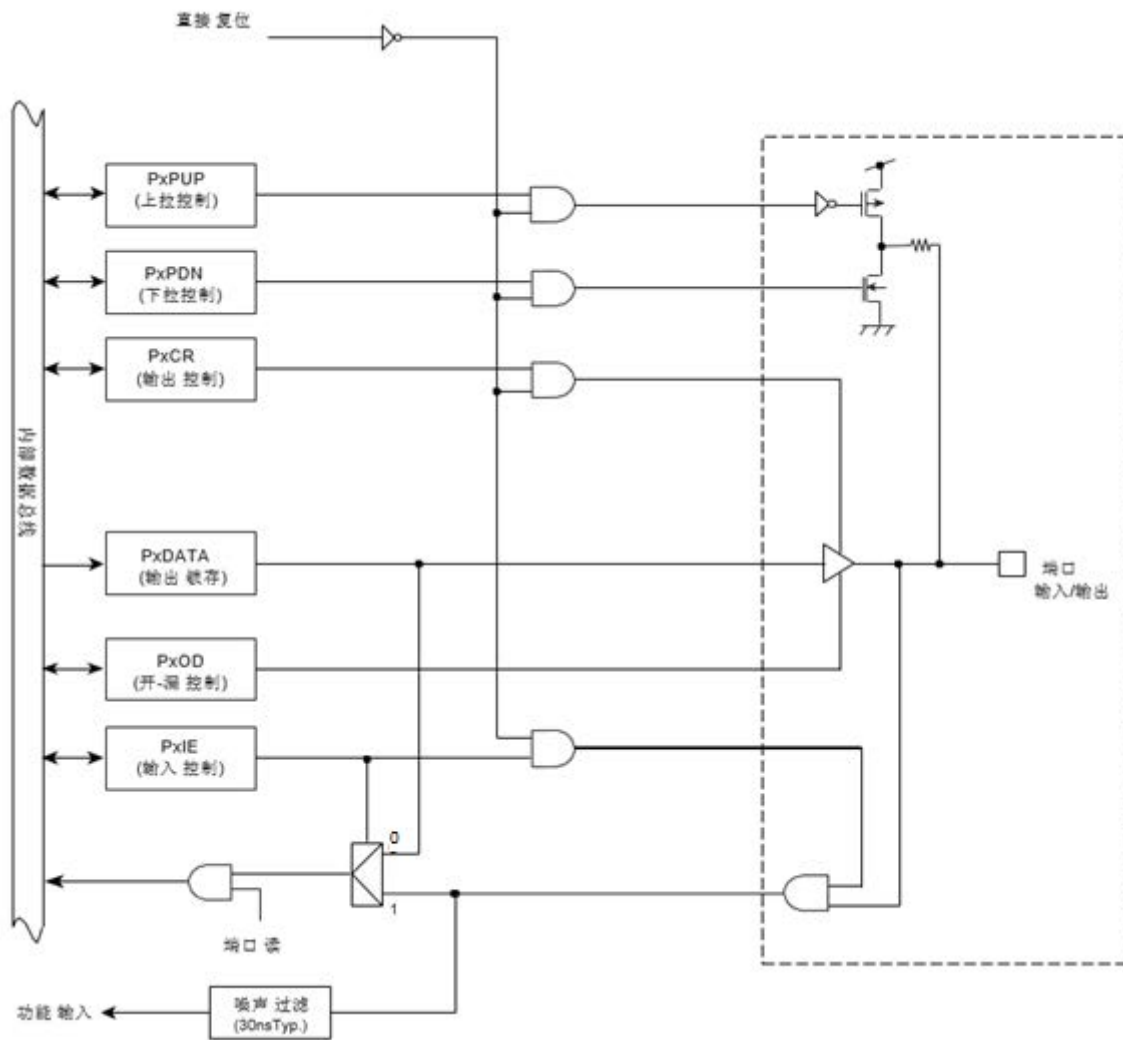 直接 复位
PxPUP
(上拉控制)
PxPDN
(下拉控制)
PxCR
(输出 控制)
内部数据总线
PxDATA
(输出 锁存)
端口
输入/输出
PxOD
(开-漏 控制)
PxIE
(输入 控制)
0
1
端口 读
功能 输入
噪声 过滤
(30nsTyp.)